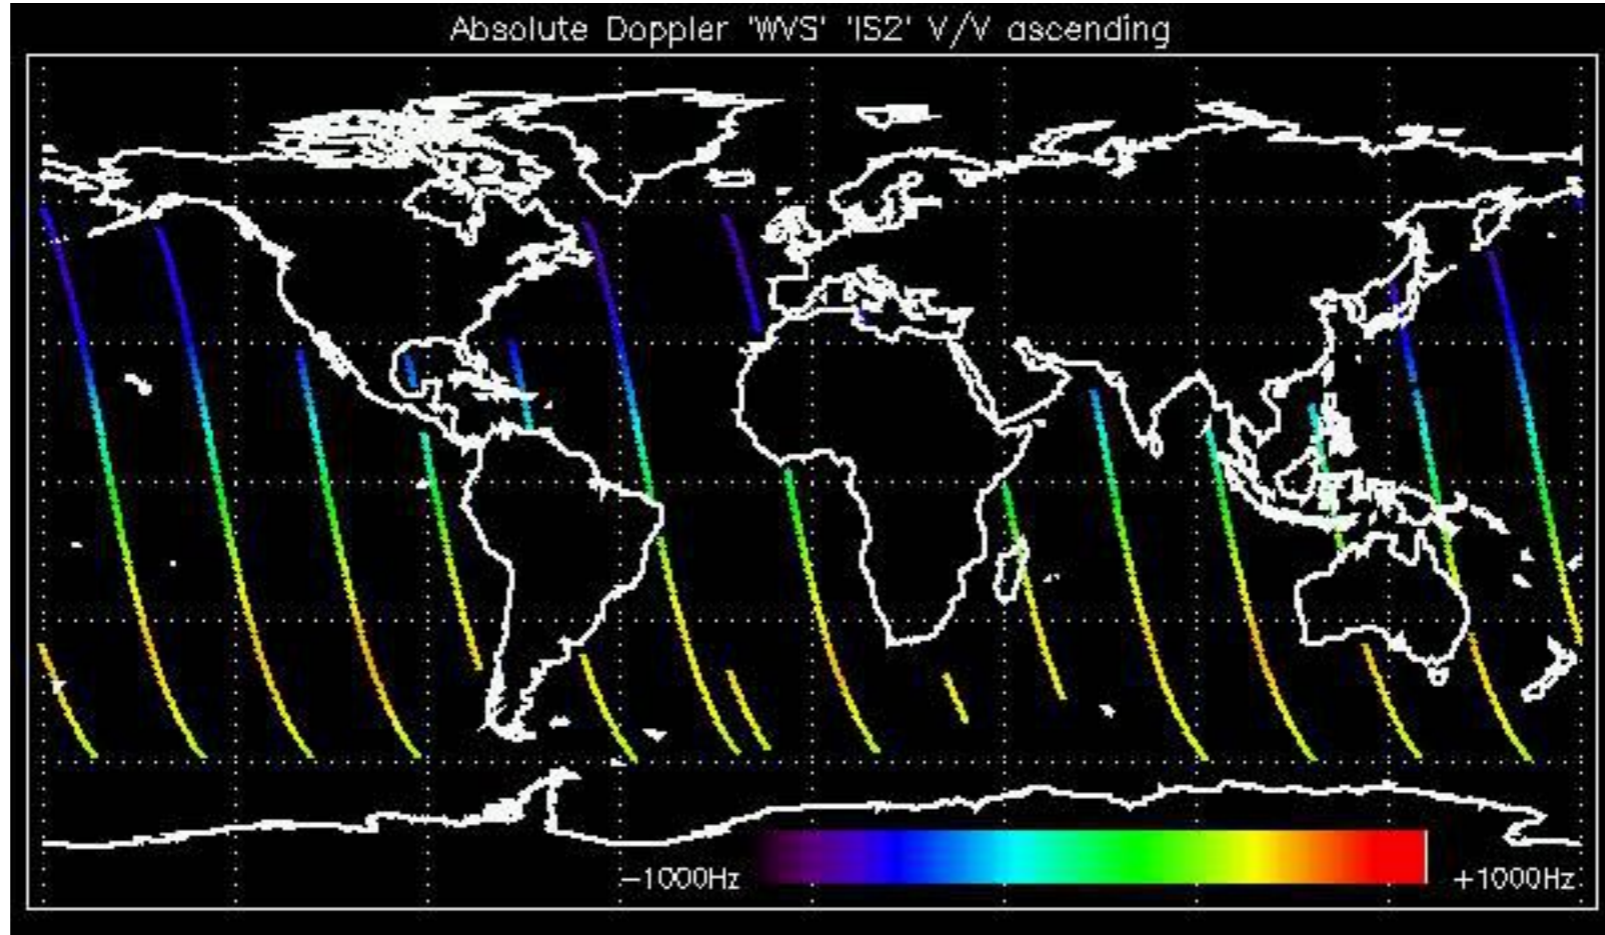 Absolute Doppler 'WVS' 'IS2' V/V ascending
−1000Hz +1000Hz